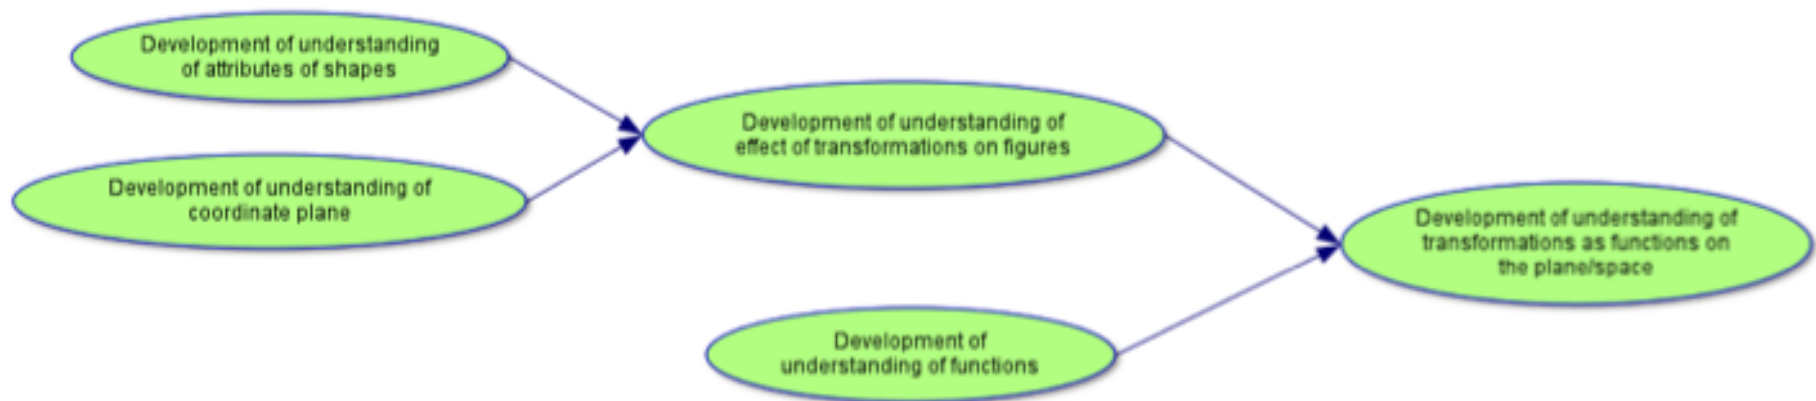 Development of understanding
of attributes of shapes
Development of understanding of
coordinate plane
Development of understanding of
effect of transformations on figures
Development of
understanding of functions
Development of understanding of
transformations as functions on
the plane/space